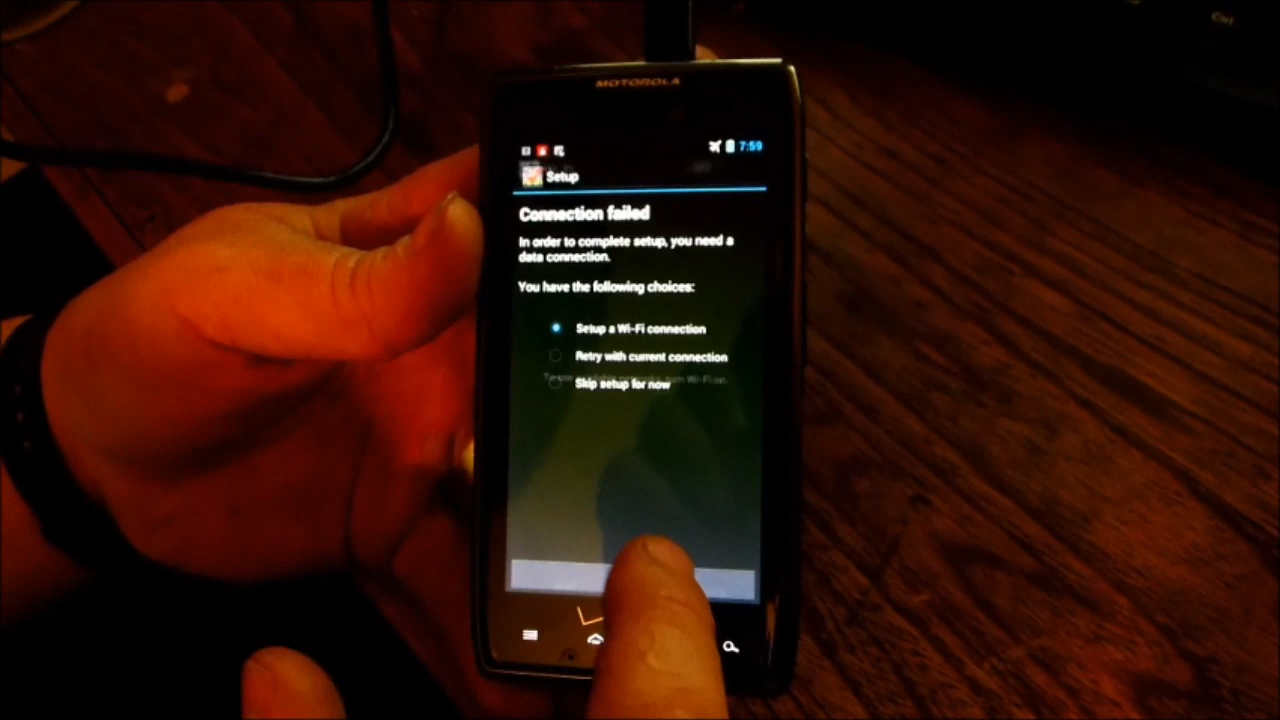 MOTOROLA
7:59
Setup
Connection failed
In order to complete setup, you need a
data connection.
You have the following choices:
Setup a Wi-Fi connection
Retry with current connection
Skip setup for now